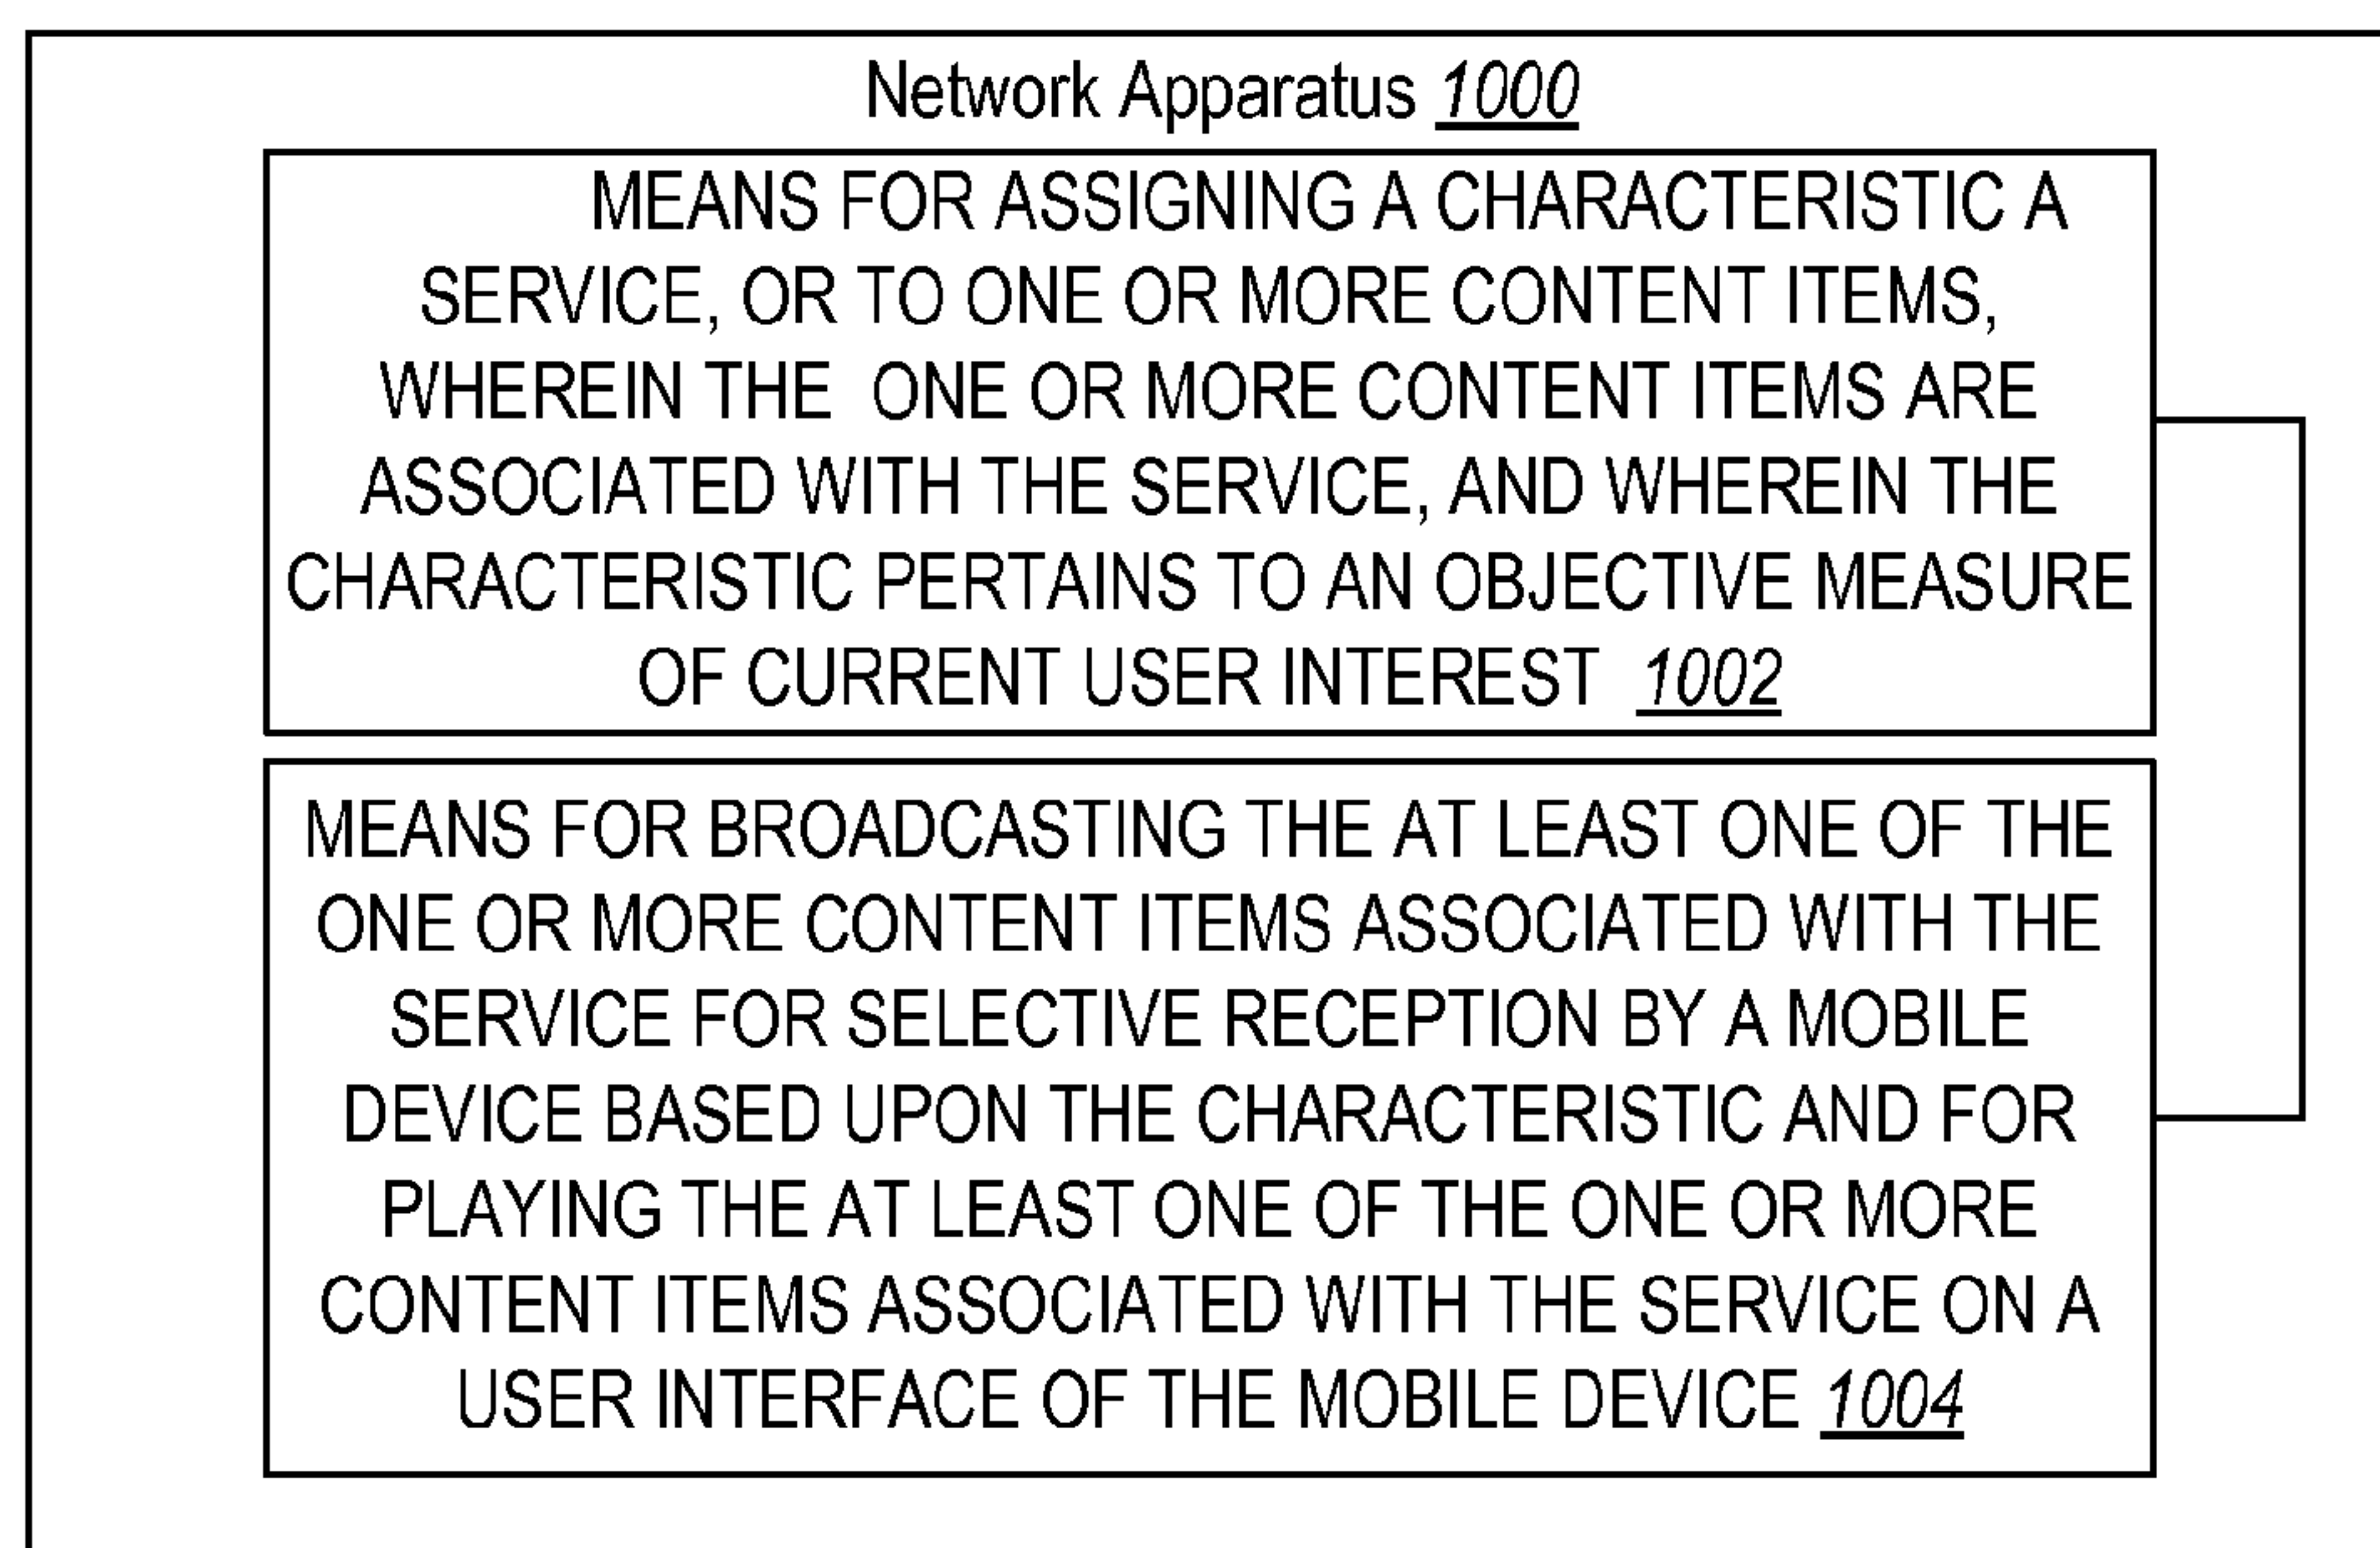 Network Apparatus 1000
MEANS FOR ASSIGNING A CHARACTERISTIC A
SERVICE, OR TO ONE OR MORE CONTENT ITEMS,
WHEREIN THE ONE OR MORE CONTENT ITEMS ARE
ASSOCIATED WITH THE SERVICE, AND WHEREIN THE
CHARACTERISTIC PERTAINS TO AN OBJECTIVE MEASURE
OF CURRENT USER INTEREST 1002
MEANS FOR BROADCASTING THE AT LEAST ONE OF THE
ONE OR MORE CONTENT ITEMS ASSOCIATED WITH THE
SERVICE FOR SELECTIVE RECEPTION BY A MOBILE
DEVICE BASED UPON THE CHARACTERISTIC AND FOR
PLAYING THE AT LEAST ONE OF THE ONE OR MORE
CONTENT ITEMS ASSOCIATED WITH THE SERVICE ON A
USER INTERFACE OF THE MOBILE DEVICE 1004